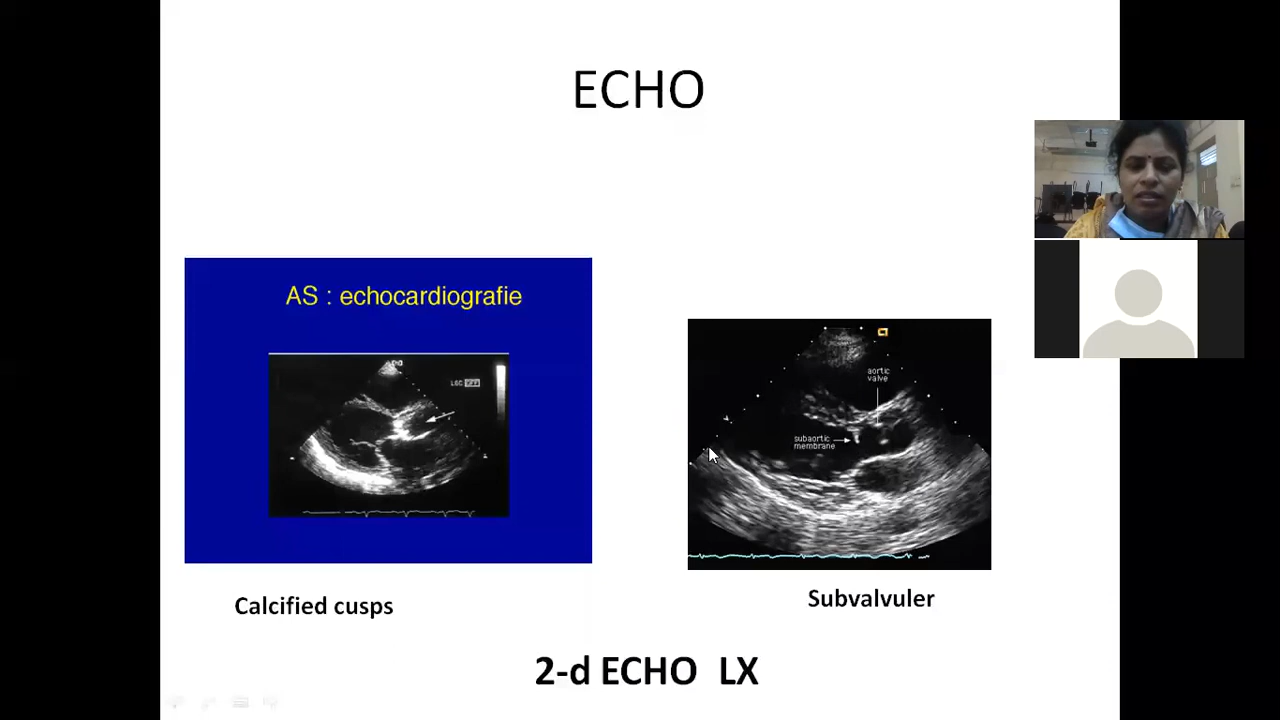 ECHO
AS : echocardiografie
aortic
valve
subaortic
membrane
Calcified cusps
Subvalvuler
2-d ECHO LX